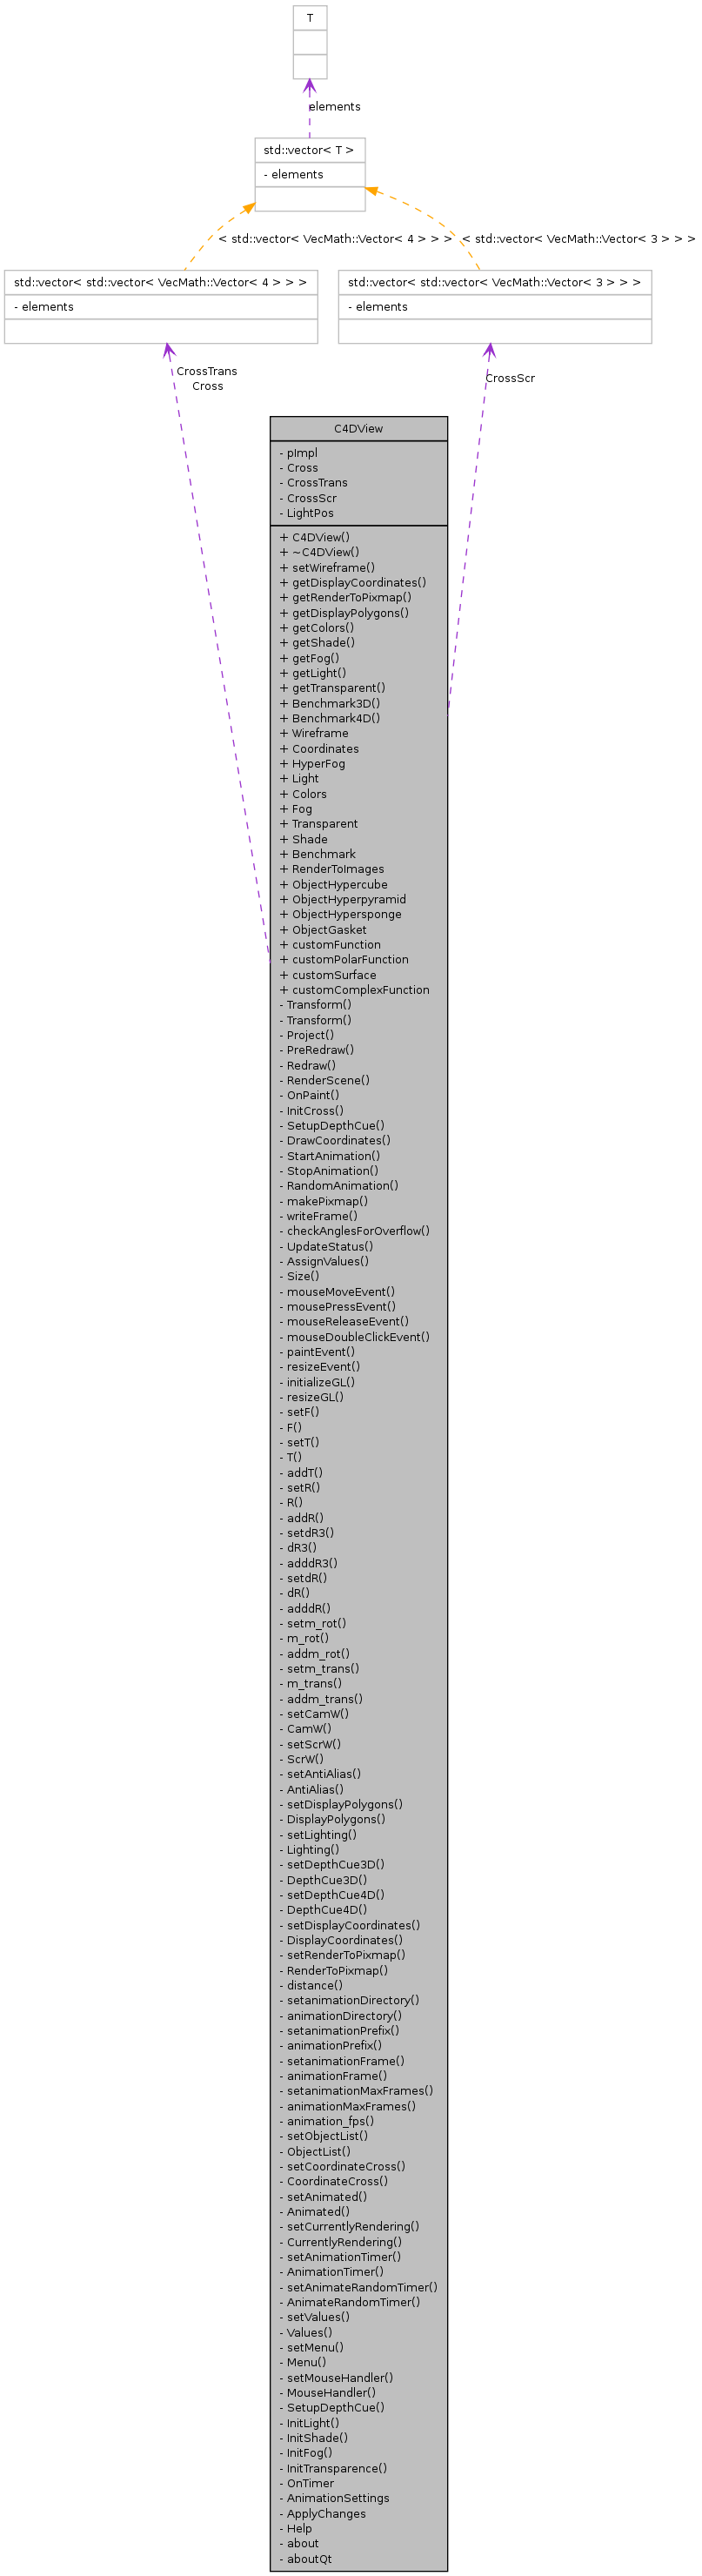 T
elements
std::vector< T >
- elements
< std::vector< VecMath::Vector< 4 > > >
< std::vector< VecMath::Vector< 3 > > >
std::vector< std::vector< VecMath::Vector< 4 > > >
- elements
std::vector< std::vector< VecMath::Vector< 3 > > >
- elements
CrossTrans
Cross
CrossScr
C4DView
- pImpl
- Cross
- CrossTrans
- CrossScr
- LightPos
+ C4DView()
+ ~C4DView()
+ setWireframe()
+ getDisplayCoordinates()
+ getRenderToPixmap()
+ getDisplayPolygons()
+ getColors()
+ getShade()
+ getFog()
+ getLight()
+ getTransparent()
+ Benchmark3D()
+ Benchmark4D()
+ Wireframe
+ Coordinates
+ HyperFog
+ Light
+ Colors
+ Fog
+ Transparent
+ Shade
+ Benchmark
+ RenderToImages
+ ObjectHypercube
+ ObjectHyperpyramid
+ ObjectHypersponge
+ ObjectGasket
+ customFunction
+ customPolarFunction
+ customSurface
+ customComplexFunction
- Transform()
- Transform()
- Project()
- PreRedraw()
- Redraw()
- RenderScene()
- OnPaint()
- InitCross()
- SetupDepthCue()
- DrawCoordinates()
- StartAnimation()
- StopAnimation()
- RandomAnimation()
- makePixmap()
- writeFrame()
- checkAnglesForOverflow()
- UpdateStatus()
- AssignValues()
- Size()
- mouseMoveEvent()
- mousePressEvent()
- mouseReleaseEvent()
- mouseDoubleClickEvent()
- paintEvent()
- resizeEvent()
- initializeGL()
- resizeGL()
- setF()
- F()
- setT()
- T()
- addT()
- setR()
- R()
- addR()
- setdR3()
- dR3()
- adddR3()
- setdR()
- dR()
- adddR()
- setm_rot()
- m_rot()
- addm_rot()
- setm_trans()
- m_trans()
- addm_trans()
- setCamW()
- CamW()
- setScrW()
- ScrW()
- setAntiAlias()
- AntiAlias()
- setDisplayPolygons()
- DisplayPolygons()
- setLighting()
- Lighting()
- setDepthCue3D()
- DepthCue3D()
- setDepthCue4D()
- DepthCue4D()
- setDisplayCoordinates()
- DisplayCoordinates()
- setRenderToPixmap()
- RenderToPixmap()
- distance()
- setanimationDirectory()
- animationDirectory()
- setanimationPrefix()
- animationPrefix()
- setanimationFrame()
- animationFrame()
- setanimationMaxFrames()
- animationMaxFrames()
- animation_fps()
- setObjectList()
- ObjectList()
- setCoordinateCross()
- CoordinateCross()
- setAnimated()
- Animated()
- setCurrentlyRendering()
- CurrentlyRendering()
- setAnimationTimer()
- AnimationTimer()
- setAnimateRandomTimer()
- AnimateRandomTimer()
- setValues()
- Values()
- setMenu()
- Menu()
- setMouseHandler()
- MouseHandler()
- SetupDepthCue()
- InitLight()
- InitShade()
- InitFog()
- InitTransparence()
- OnTimer
- AnimationSettings
- ApplyChanges
- Help
- about
- aboutQt